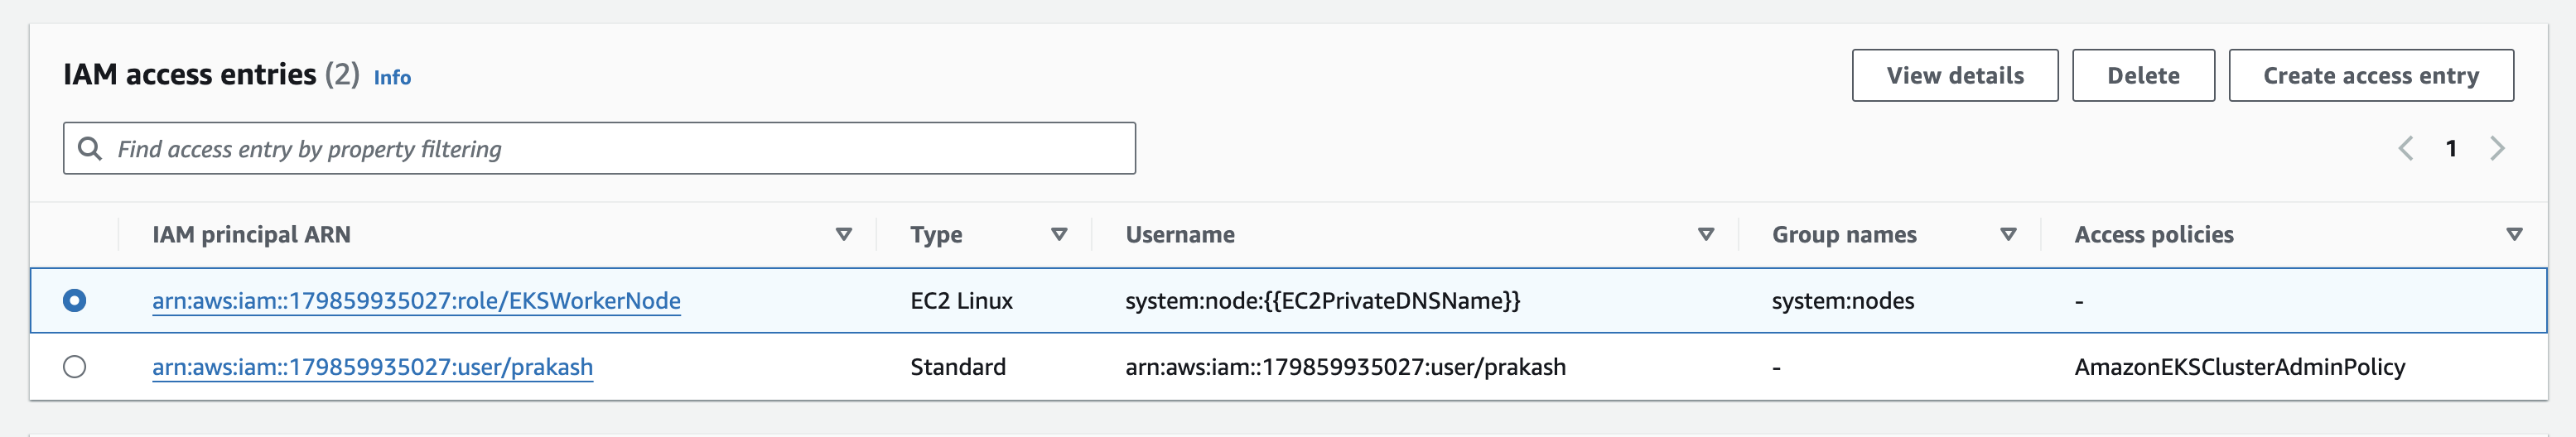 IAM access entries (2) Info
View details Delete Create access entry
Find access entry by property filtering
1
IAM principal ARN Type Username Group names Access policies
arn:aws:iam::179859935027:role/EKSWorkerNode EC2 Linux system:node:{{EC2PrivateDNSName}} system:nodes -
arn:aws:iam::179859935027:user/prakash Standard arn:aws:iam::179859935027:user/prakash - AmazonEKSClusterAdminPolicy